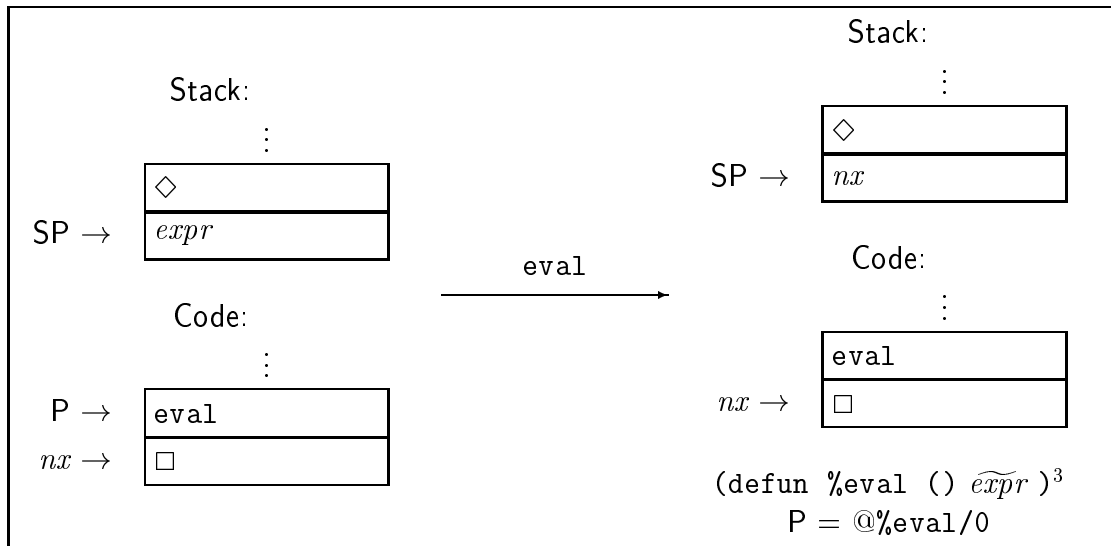 Stack:
⋮
◇
SP → expr
Code:
⋮
P → eval
nx → □
eval
Stack:
⋮
◇
SP → nx
Code:
⋮
eval
nx → □
(defun %eval () \widetilde{expr} )³
P = @%eval/0